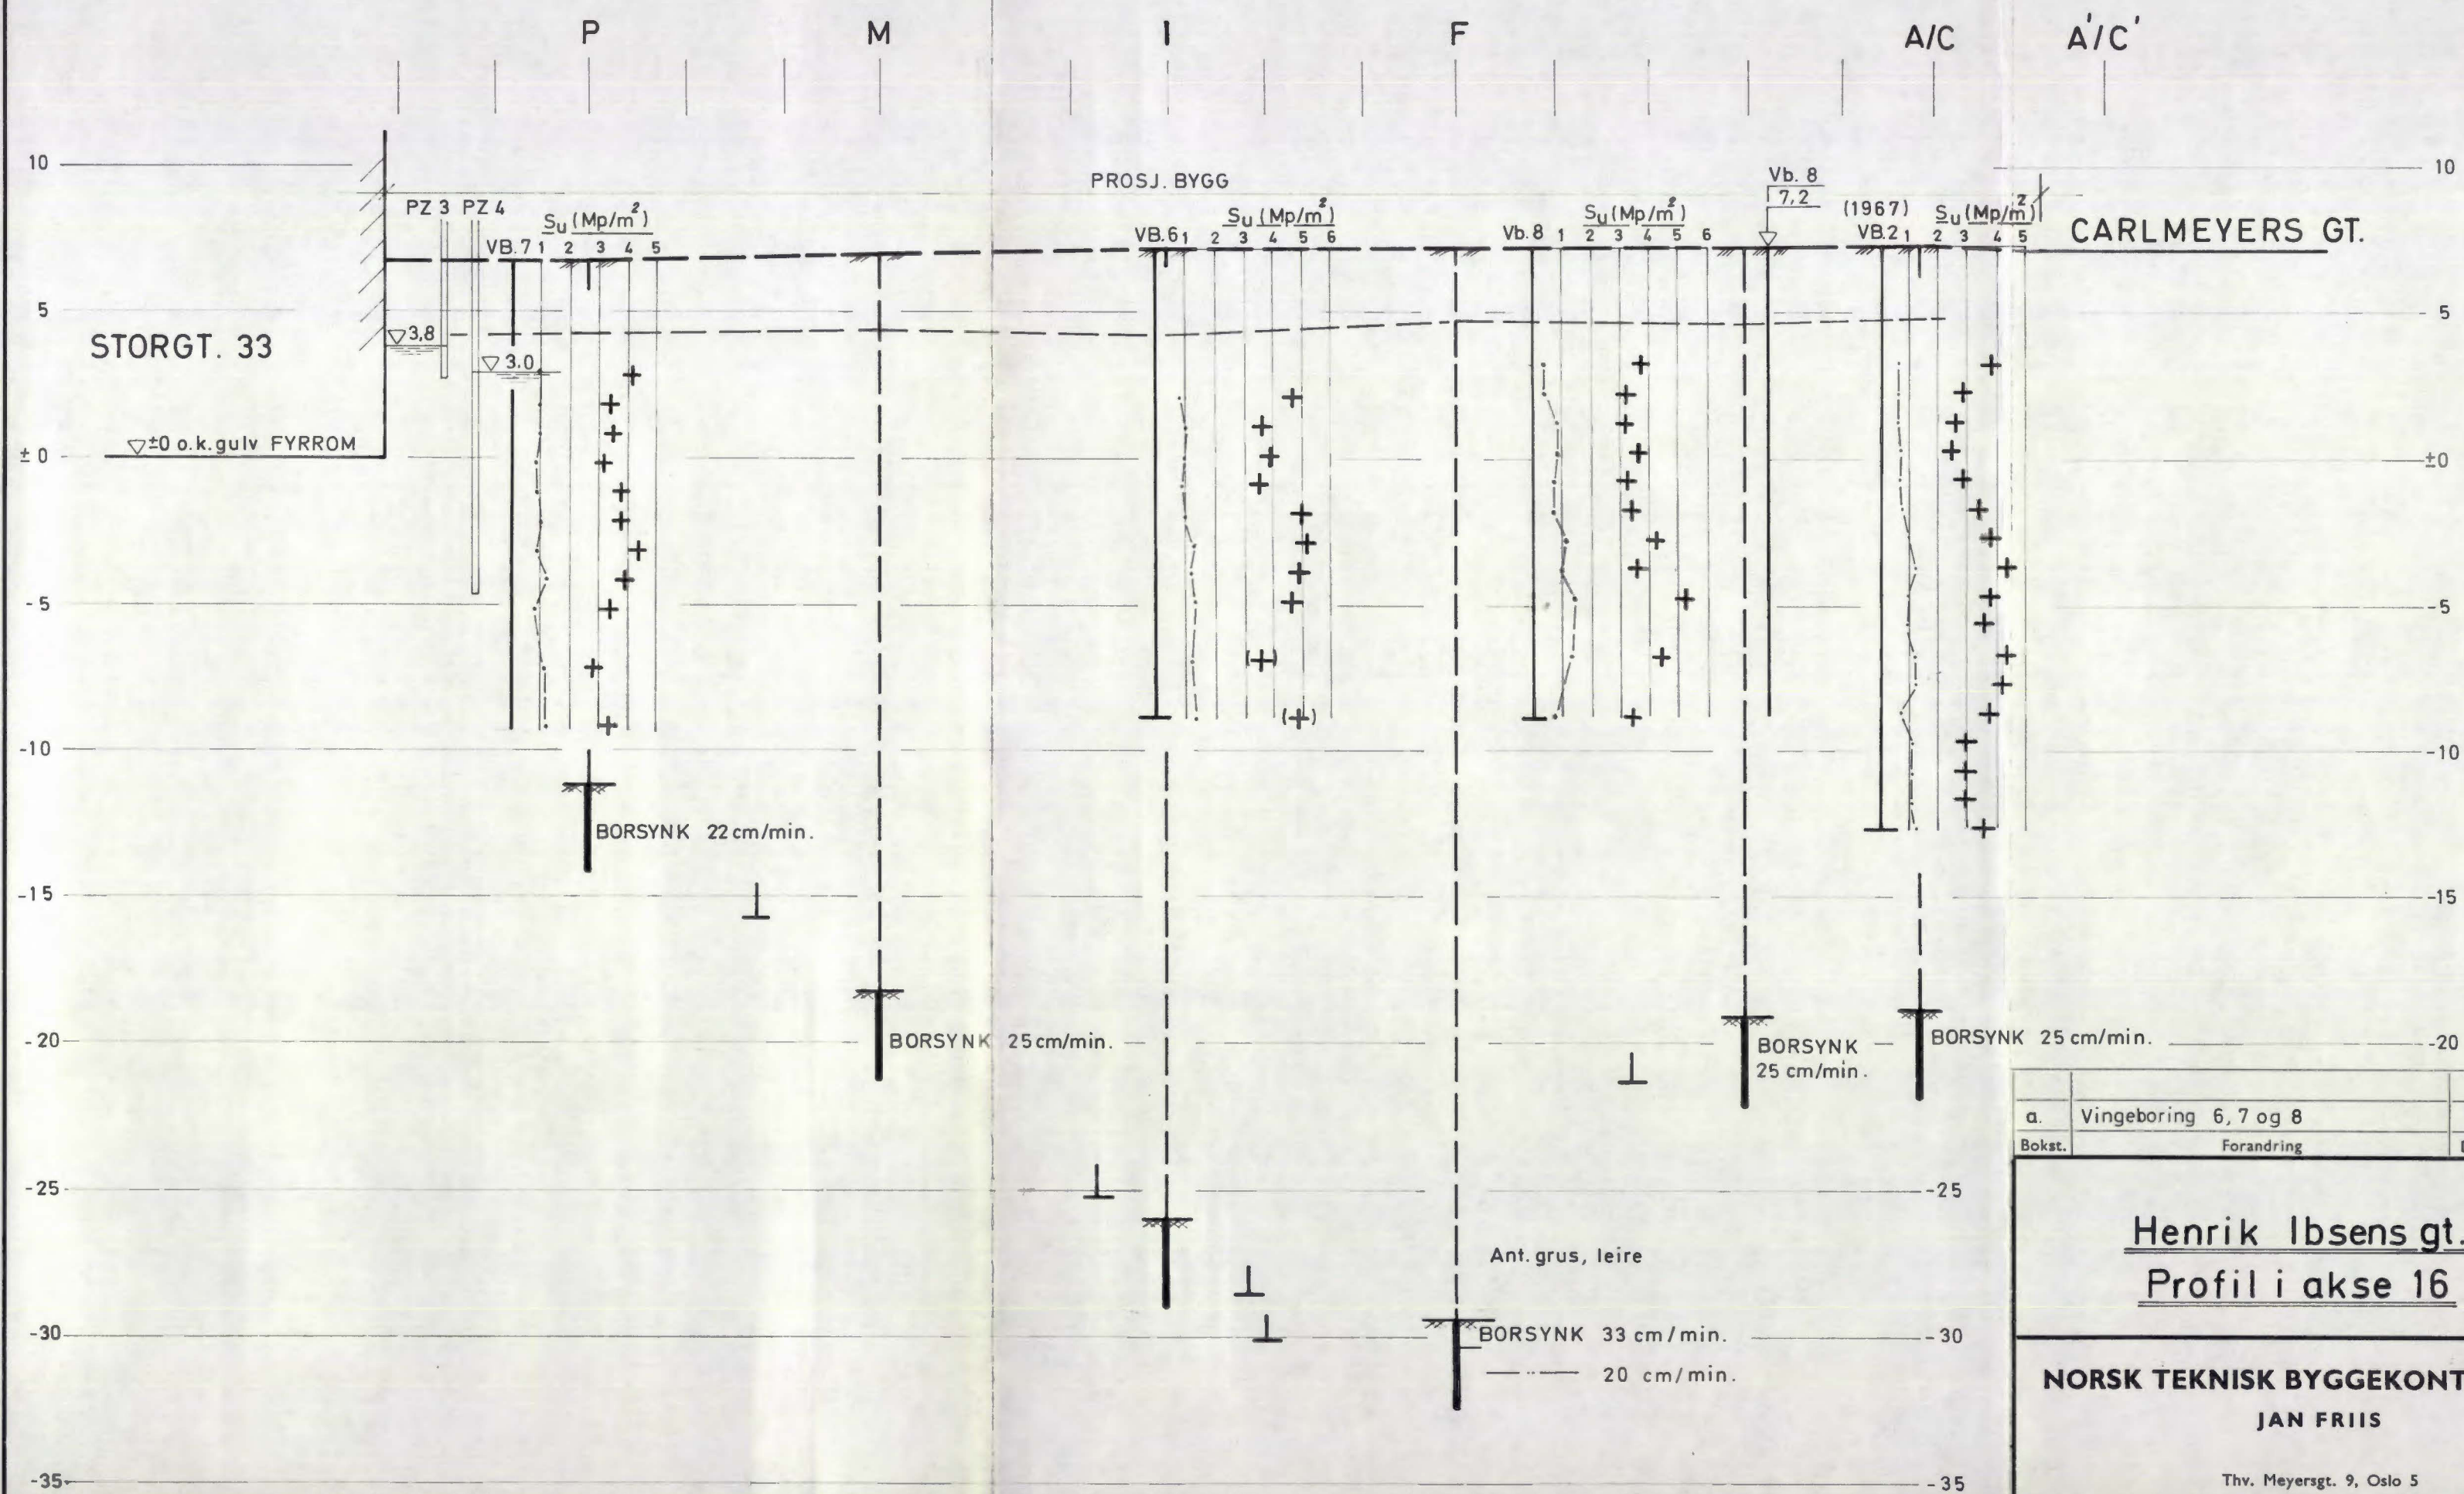 P M I F A/C A'/C'
10 10
PROSJ. BYGG
Vb. 8
7,2
PZ 3 PZ 4
Su (Mp/m²)
VB.7 1 2 3 4 5
Su (Mp/m²)
VB.6 1 2 3 4 5 6
Su (Mp/m²)
Vb. 8 1 2 3 4 5 6
(1967) Su (Mp/m²)
VB.2 1 2 3 4 5
CARLMEYERS GT.
5 5
STORGT. 33
3,8
3.0
±0 o.k. gulv FYRROM
±0 ±0
-5 -5
-10 -10
BORSYNK 22 cm/min.
-15 -15
-20 -20
BORSYNK 25 cm/min.
BORSYNK
25 cm/min.
BORSYNK 25 cm/min.
a. Vingeboring 6, 7 og 8
Bokst. Forandring
-25 -25
Henrik Ibsens gt.
Profil i akse 16
Ant. grus, leire
-30 -30
BORSYNK 33 cm/min.
20 cm/min.
NORSK TEKNISK BYGGEKONT
JAN FRIIS
-35 -35
Thv. Meyersgt. 9, Oslo 5